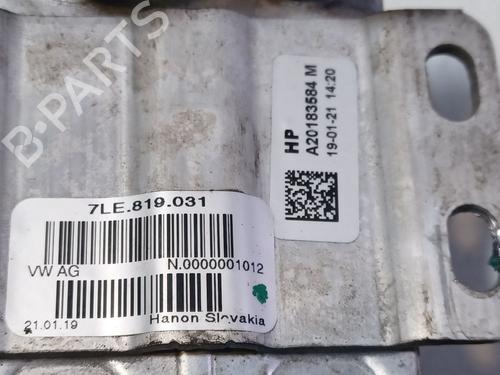 B-PARTS
HP
A20183584 M
19-01-21 14:20
7LE.819.031
VW AG
N.0000001012
21.01.19
Hanon Slovakia